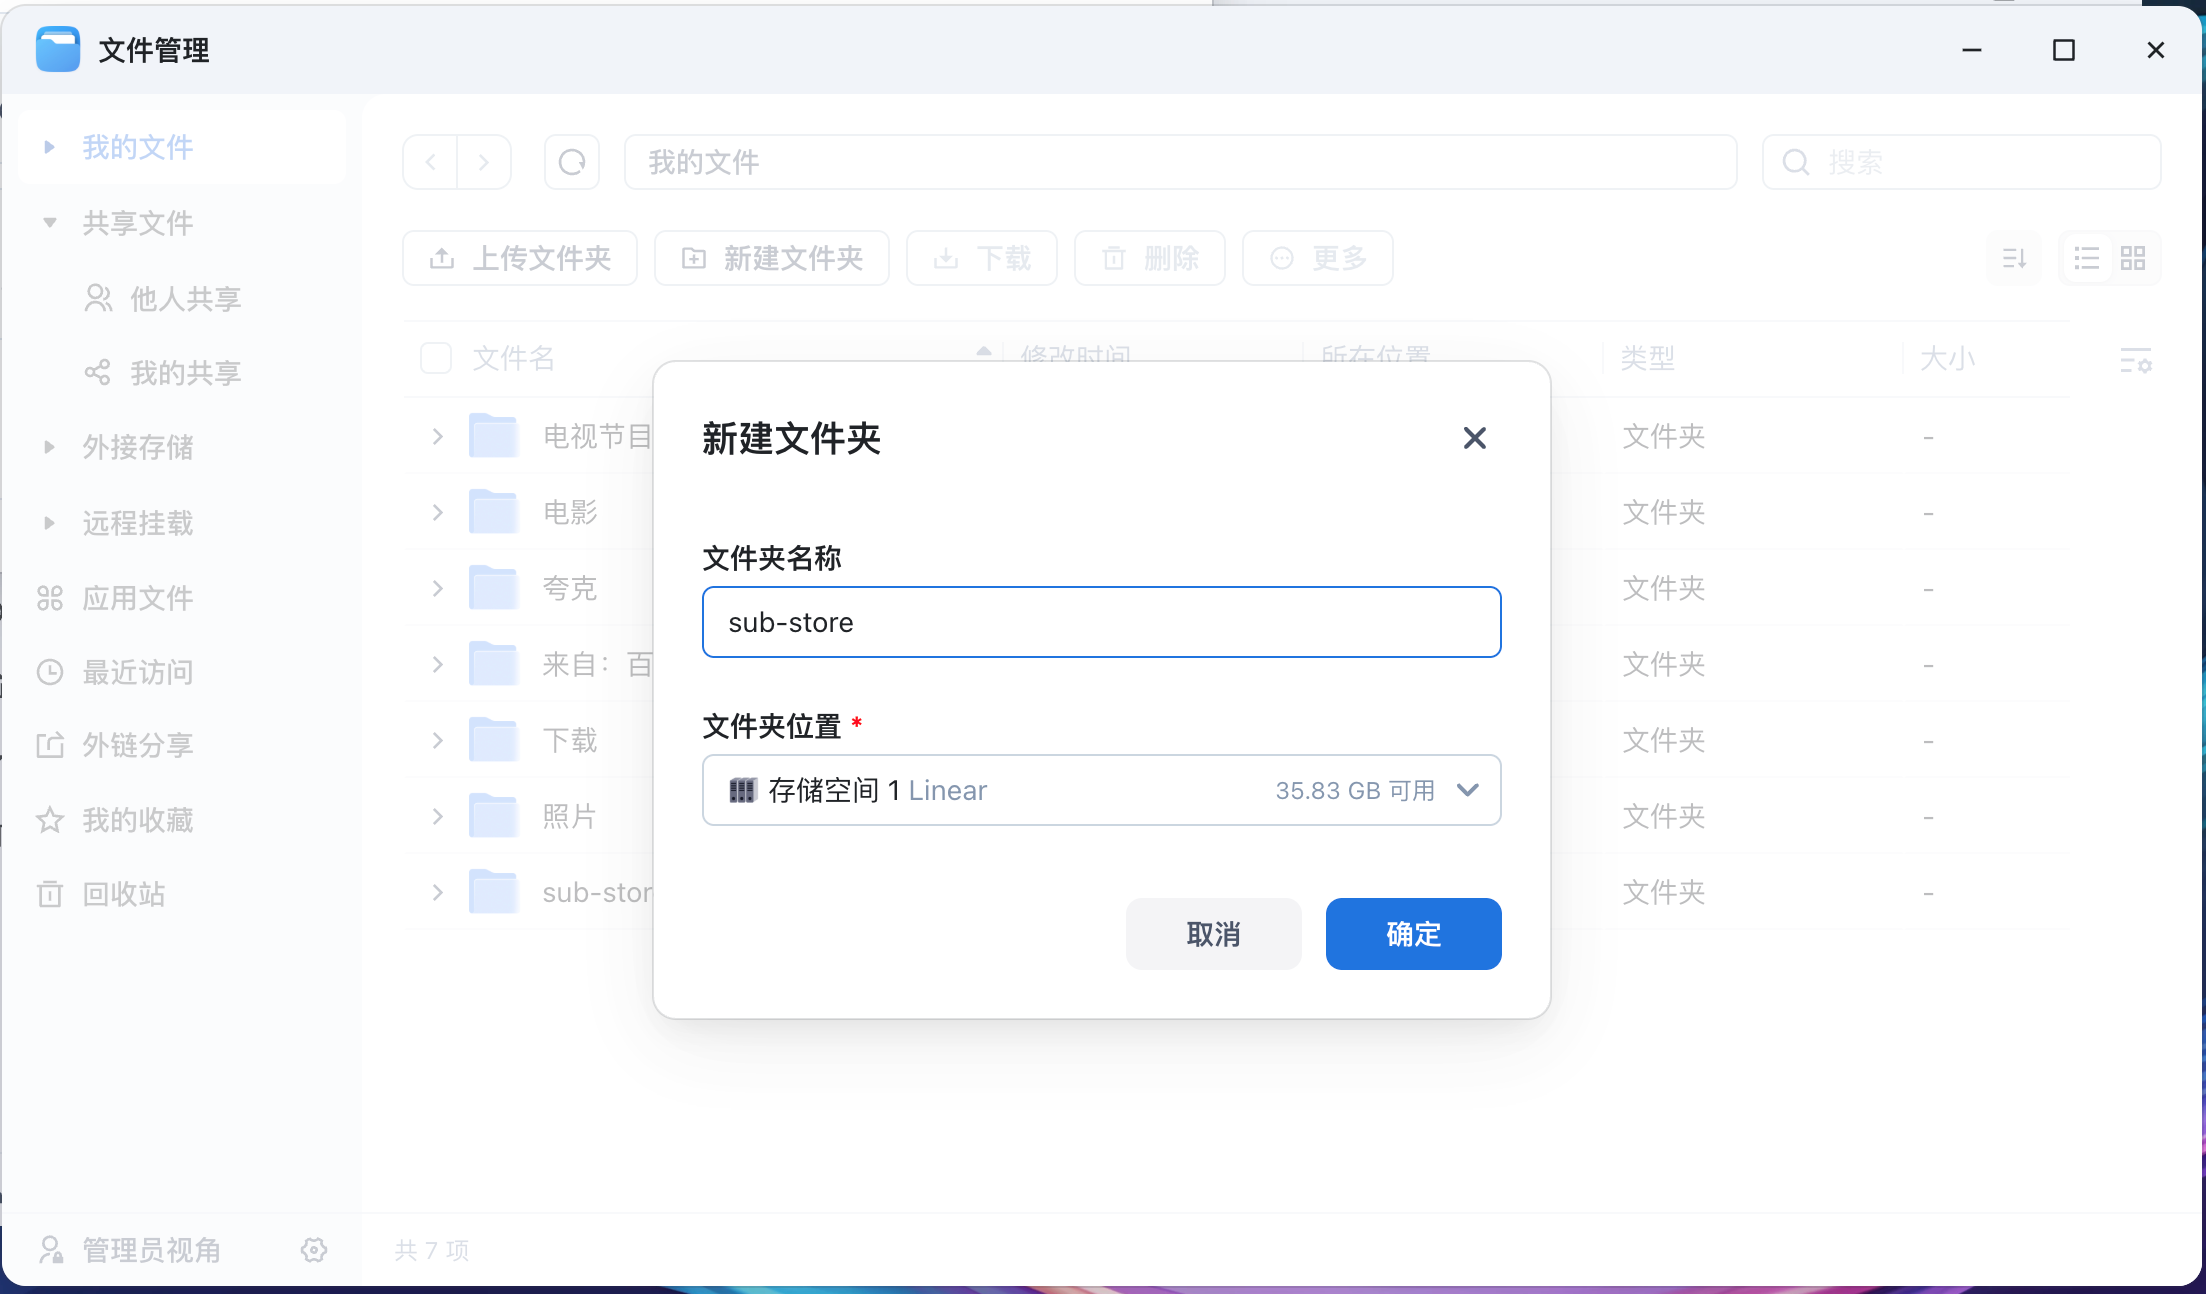 文件管理
我的文件
共享文件
他人共享
我的共享
外接存储
远程挂载
应用文件
最近访问
外链分享
我的收藏
回收站
管理员视角
我的文件
搜索
上传文件夹
新建文件夹
下载
删除
更多
文件名
修改时间
所在位置
类型
大小
电视节目
文件夹
-
电影
文件夹
-
夸克
文件夹
-
来自：百
文件夹
-
下载
文件夹
-
照片
文件夹
-
sub-stor
文件夹
-
共 7 项
新建文件夹
文件夹名称
sub-store
文件夹位置 *
存储空间 1 Linear
35.83 GB 可用
取消
确定